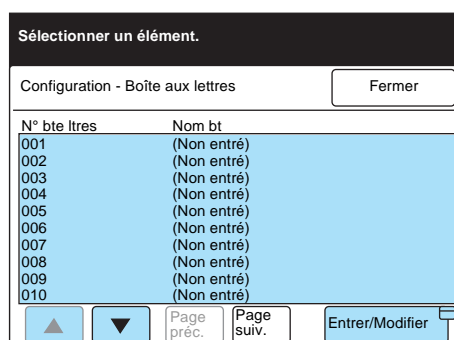 Sélectionner un élément.
Configuration - Boîte aux lettres Fermer
N° bte ltres Nom bt
001 (Non entré)
002 (Non entré)
003 (Non entré)
004 (Non entré)
005 (Non entré)
006 (Non entré)
007 (Non entré)
008 (Non entré)
009 (Non entré)
010 (Non entré)
Page préc.
Page suiv.
Entrer/Modifier